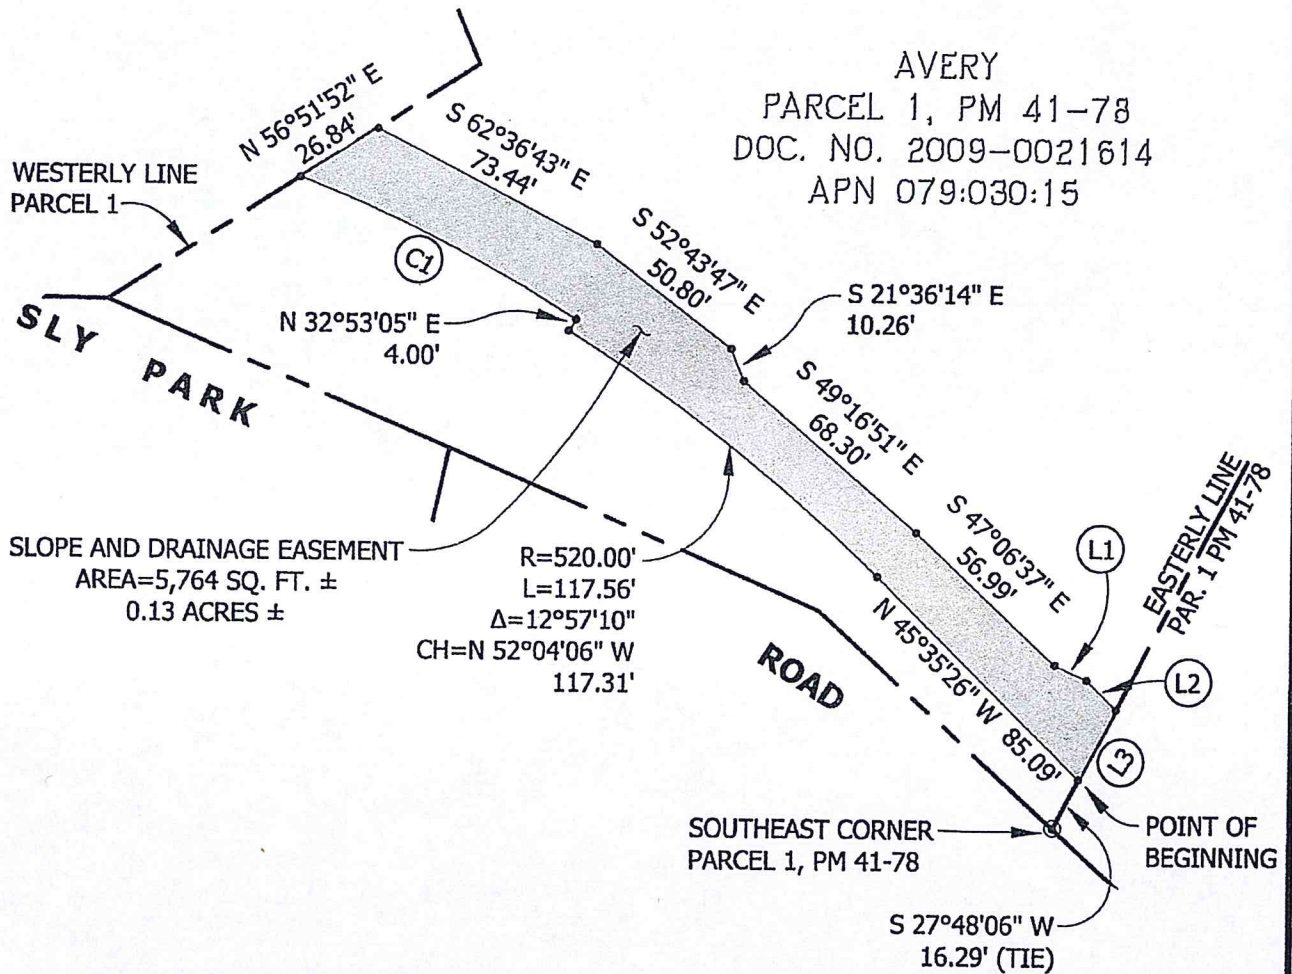 AVERY
PARCEL 1, PM 41-78
DOC. NO. 2009-0021614
APN 079:030:15
N 56°51'52" E
26.84'
S 62°36'43" E
73.44'
WESTERLY LINE
PARCEL 1
S 52°43'47" E
50.80'
C1
S 21°36'14" E
10.26'
N 32°53'05" E
4.00'
SLY PARK
S 49°16'51" E
68.30'
EASTERLY LINE
PAR. 1 PM 41-78
S 47°06'37" E
56.99'
L1
SLOPE AND DRAINAGE EASEMENT
AREA=5,764 SQ. FT. ±
0.13 ACRES ±
R=520.00'
L=117.56'
Δ=12°57'10"
CH=N 52°04'06" W
117.31'
ROAD
N 45°35'26" W 85.09'
L2
L3
SOUTHEAST CORNER
PARCEL 1, PM 41-78
POINT OF
BEGINNING
S 27°48'06" W
16.29' (TIE)